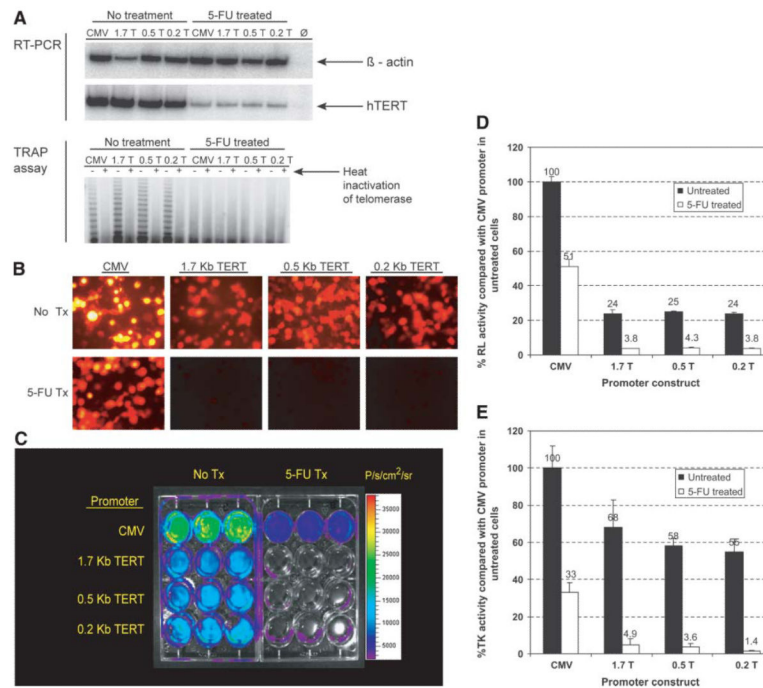 A
No treatment 5-FU treated
CMV 1.7 T 0.5 T 0.2 T CMV 1.7 T 0.5 T 0.2 T Ø
RT-PCR
ß - actin
hTERT
TRAP assay
No treatment 5-FU treated
CMV 1.7 T 0.5 T 0.2 T CMV 1.7 T 0.5 T 0.2 T
- + - + - + - + - + - + - + - +
Heat
inactivation
of telomerase
B
CMV 1.7 Kb TERT 0.5 Kb TERT 0.2 Kb TERT
No Tx
5-FU Tx
C
No Tx 5-FU Tx P/s/cm²/sr
Promoter
CMV
1.7 Kb TERT
0.5 Kb TERT
0.2 Kb TERT
35000
30000
25000
20000
15000
10000
5000
D
% RL activity compared with CMV promoter in
untreated cells
120
100
80
60
40
20
0
Untreated
5-FU treated
100 51 24 3.8 25 4.3 24 3.8
CMV 1.7 T 0.5 T 0.2 T
Promoter construct
E
%TK activity compared with CMV promoter in
untreated cells
120
100
80
60
40
20
0
Untreated
5-FU treated
100 33 68 4.9 58 3.6 55 1.4
CMV 1.7 T 0.5 T 0.2 T
Promoter construct